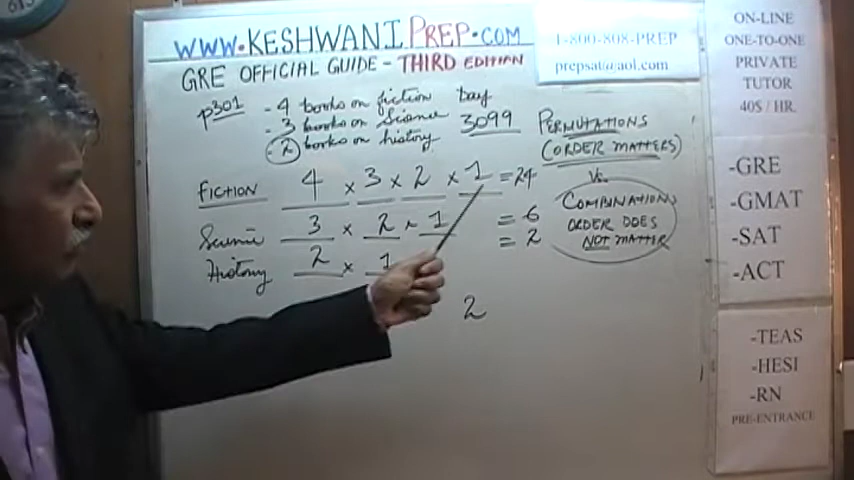 WWW.KESHWANIPREP.COM
GRE OFFICIAL GUIDE - THIRD EDITION
1-800-808-PREP
prepsat@aol.com
p301 - 4 books on fiction Day
- 3 books on Science 3099
- 2 books on history
FICTION 4 x 3 x 2 x 1 = 24
Science 3 x 2 x 1 = 6
History 2 x 1 = 2
2
PERMUTATIONS
(ORDER MATTERS)
Vs.
COMBINATIONS
ORDER DOES
NOT MATTER
ON-LINE
ONE-TO-ONE
PRIVATE
TUTOR
40$ / HR.
-GRE
-GMAT
-SAT
-ACT
-TEAS
-HESI
-RN
PRE-ENTRANCE